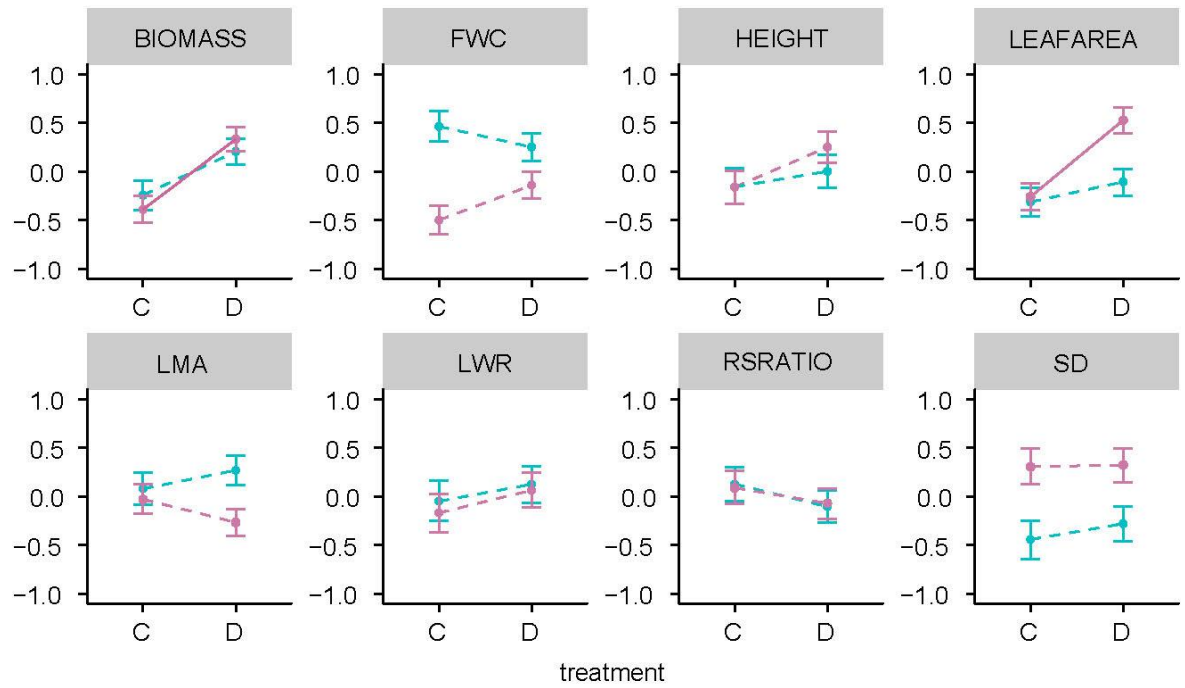 BIOMASS FWC HEIGHT LEAFAREA
1.0 1.0 1.0 1.0
0.5 0.5 0.5 0.5
0.0 0.0 0.0 0.0
−0.5 −0.5 −0.5 −0.5
−1.0 −1.0 −1.0 −1.0
C D C D C D C D
LMA LWR RSRATIO SD
1.0 1.0 1.0 1.0
0.5 0.5 0.5 0.5
0.0 0.0 0.0 0.0
−0.5 −0.5 −0.5 −0.5
−1.0 −1.0 −1.0 −1.0
C D C D C D C D
treatment